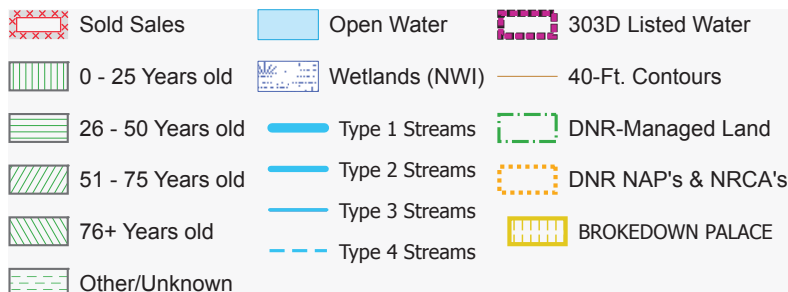 Sold Sales
0 - 25 Years old
26 - 50 Years old
51 - 75 Years old
76+ Years old
Other/Unknown
Open Water
Wetlands (NWI)
Type 1 Streams
Type 2 Streams
Type 3 Streams
Type 4 Streams
303D Listed Water
40-Ft. Contours
DNR-Managed Land
DNR NAP's & NRCA's
BROKEDOWN PALACE